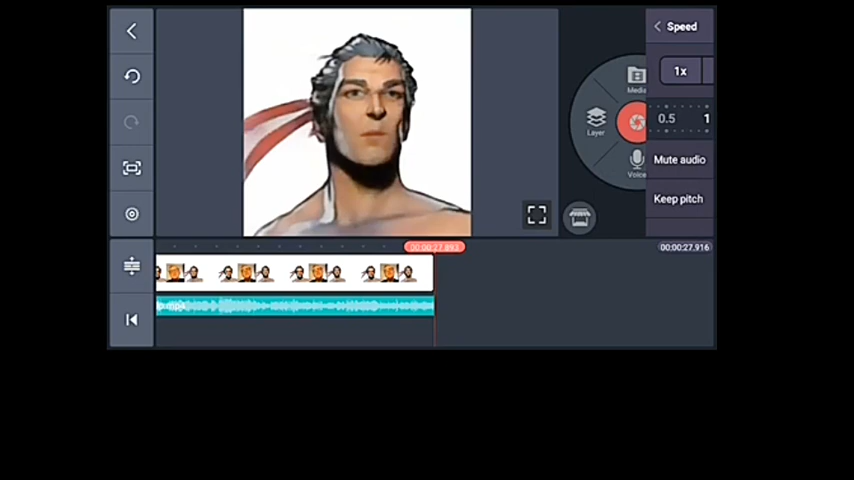 Speed
1x
Media
0.5 1
Layer
Mute audio
Voice
Keep pitch
00:00:27.893
00:00:27.916